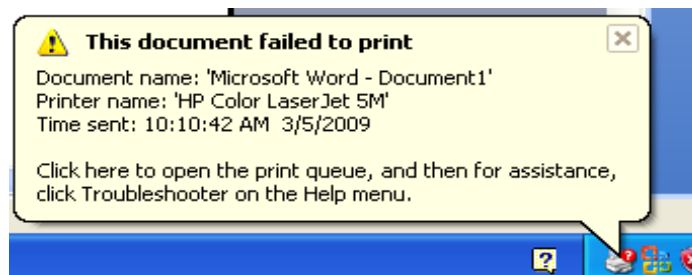 This document failed to print
Document name: 'Microsoft Word - Document1'
Printer name: 'HP Color LaserJet 5M'
Time sent: 10:10:42 AM 3/5/2009
Click here to open the print queue, and then for assistance,
click Troubleshooter on the Help menu.